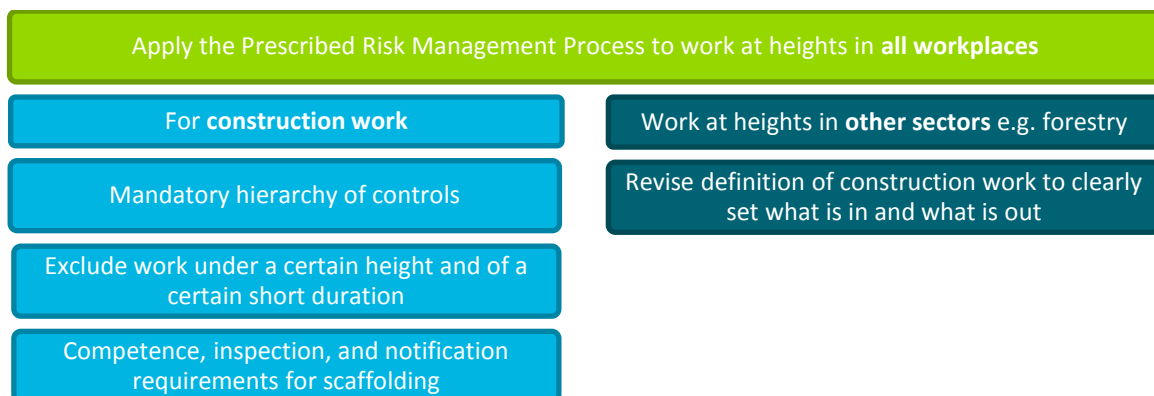 Apply the Prescribed Risk Management Process to work at heights in all workplaces
For construction work
Mandatory hierarchy of controls
Exclude work under a certain height and of a
certain short duration
Competence, inspection, and notification
requirements for scaffolding
Work at heights in other sectors e.g. forestry
Revise definition of construction work to clearly
set what is in and what is out